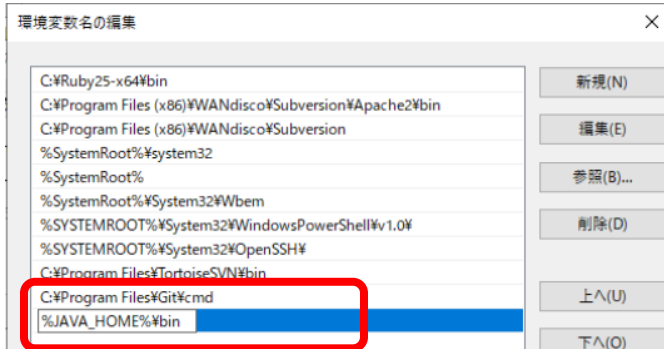 環境変数名の編集
C:¥Ruby25-x64¥bin
C:¥Program Files (x86)¥WANdisco¥Subversion¥Apache2¥bin
C:¥Program Files (x86)¥WANdisco¥Subversion
%SystemRoot%¥system32
%SystemRoot%
%SystemRoot%¥System32¥Wbem
%SYSTEMROOT%¥System32¥WindowsPowerShell¥v1.0¥
%SYSTEMROOT%¥System32¥OpenSSH¥
C:¥Program Files¥TortoiseSVN¥bin
C:¥Program Files¥Git¥cmd
%JAVA_HOME%¥bin
新規(N)
編集(E)
参照(B)...
削除(D)
上へ(U)
下へ(O)